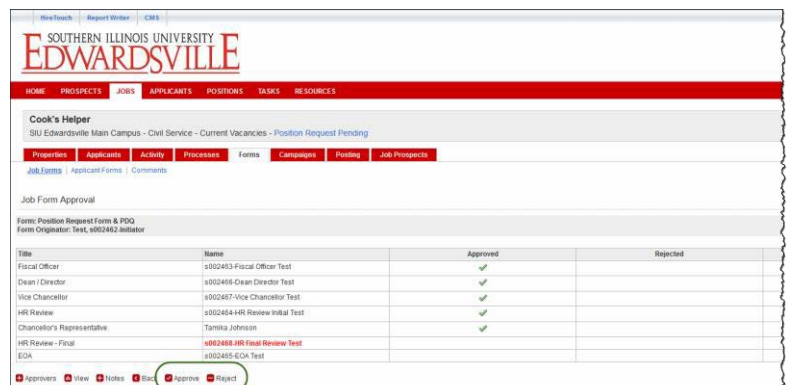 HireTouch Report Writer CMS
SOUTHERN ILLINOIS UNIVERSITY
EDWARDSVILLE
HOME PROSPECTS JOBS APPLICANTS POSITIONS TASKS RESOURCES
Cook's Helper
SIU Edwardsville Main Campus - Civil Service - Current Vacancies - Position Request Pending
Properties Applicants Activity Processes Forms Campaigns Posting Job Prospects
Job Forms | Applicant Forms | Comments
Job Form Approval
Form: Position Request Form & PDQ
Form Originator: Test, s002462-Initiator
Title Name Approved Rejected
Fiscal Officer s002463-Fiscal Officer Test
Dean / Director s002466-Dean Director Test
Vice Chancellor s002467-Vice Chancellor Test
HR Review s002464-HR Review Initial Test
Chancellor's Representative Tamika Johnson
HR Review - Final s002468-HR Final Review Test
EOA s002465-EOA Test
Approvers View Notes Back Approve Reject